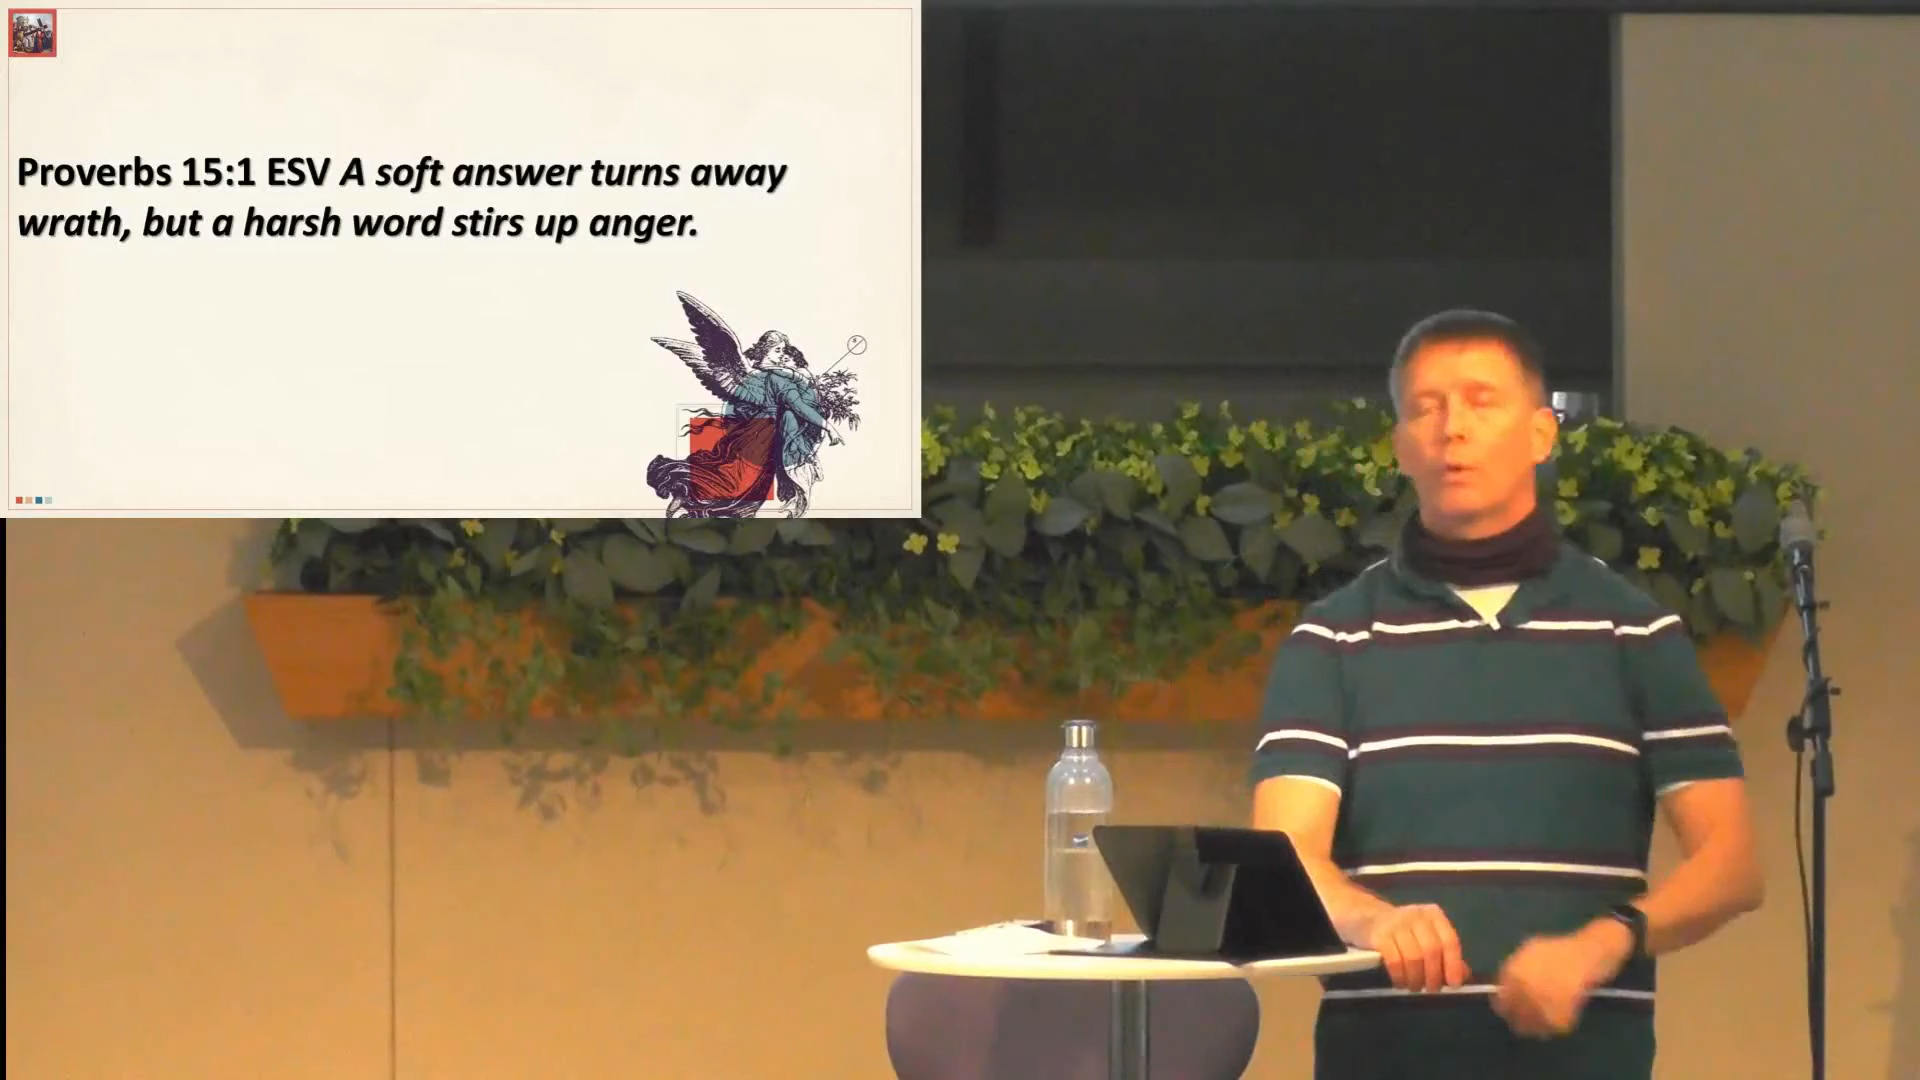 Proverbs 15:1 ESV A soft answer turns away
wrath, but a harsh word stirs up anger.